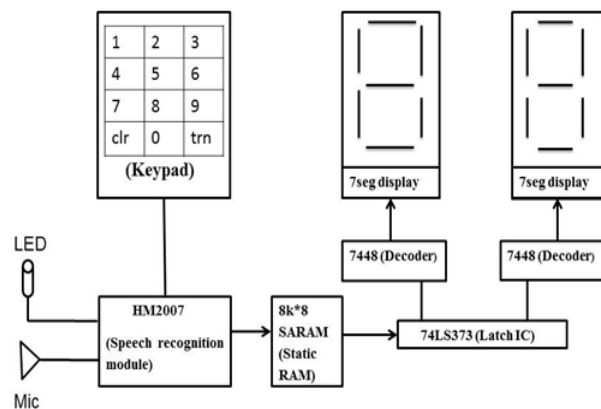 1 2 3
4 5 6
7 8 9
clr 0 trn
(Keypad)
7seg display
7seg display
LED
7448 (Decoder)
7448 (Decoder)
HM2007
(Speech recognition
module)
8k*8
SARAM
(Static
RAM)
74LS373 (Latch IC)
Mic